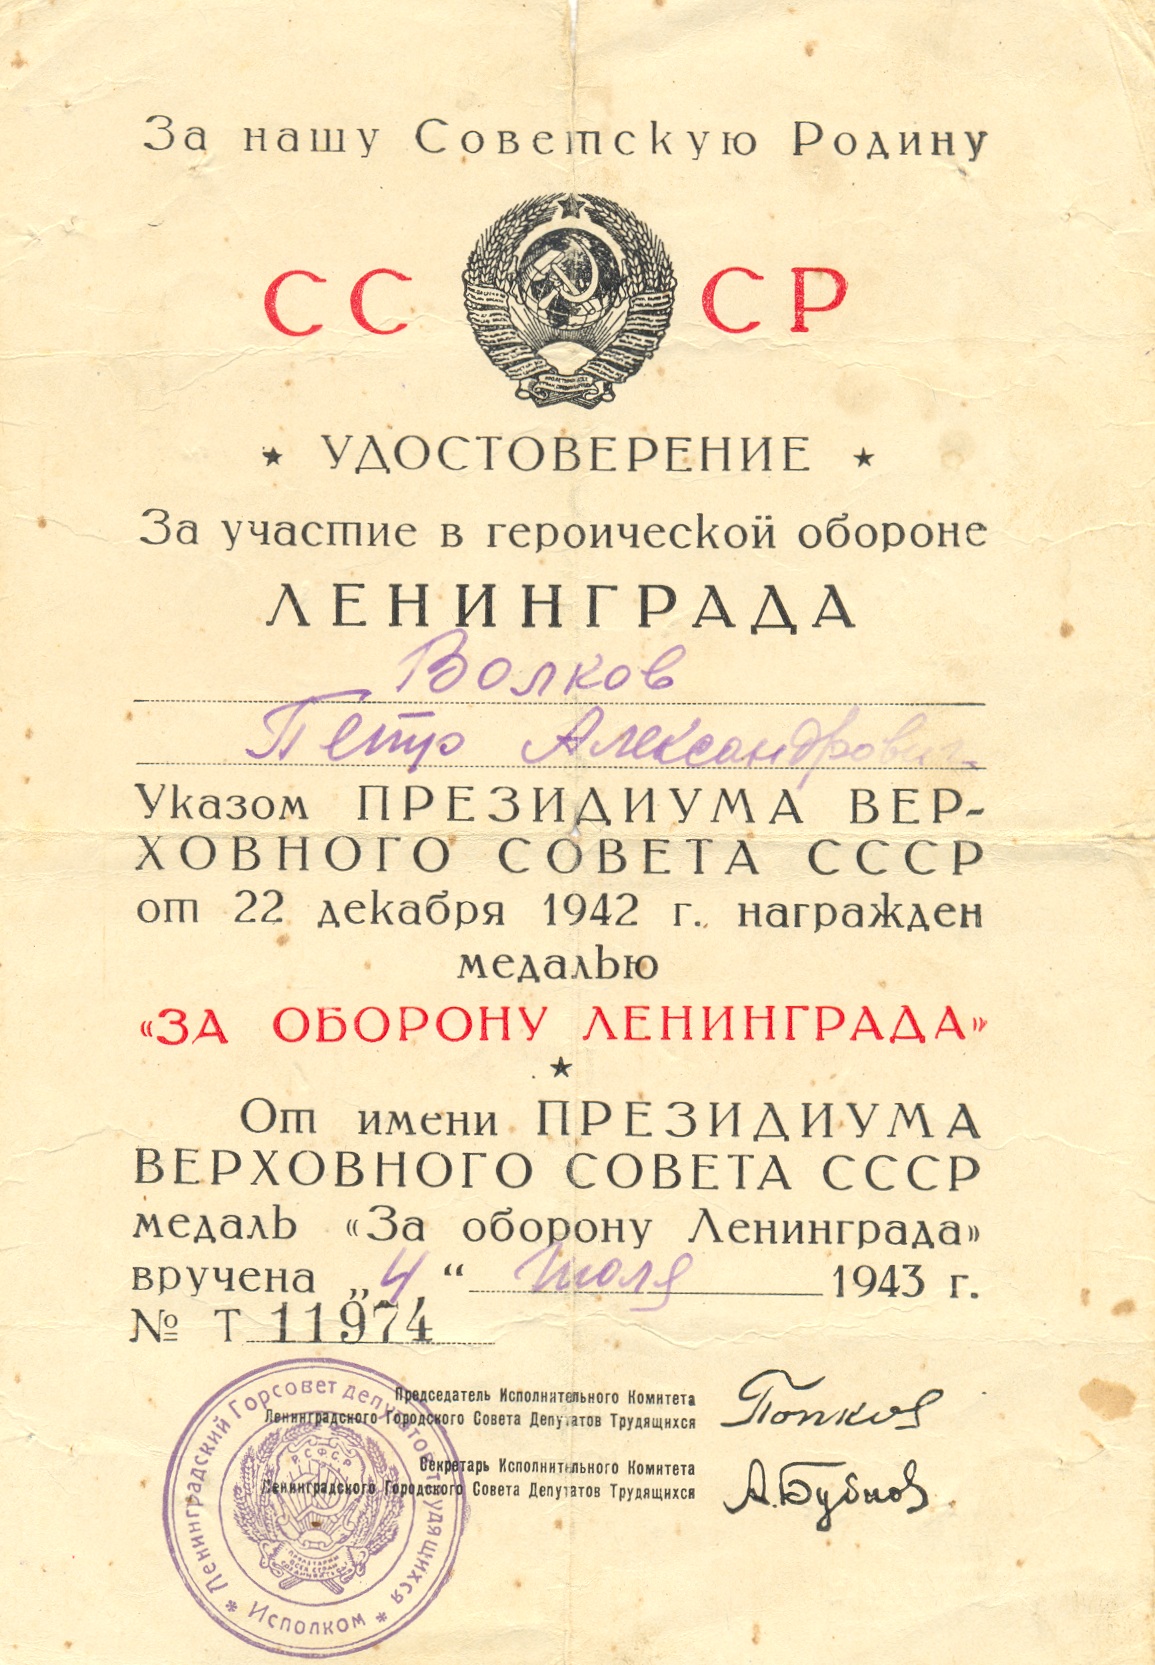 За нашу Советскую Родину
СССР
★ УДОСТОВЕРЕНИЕ ★
За участие в героической обороне
ЛЕНИНГРАДА
Волков
Петр Александрович
Указом ПРЕЗИДИУМА ВЕР-
ХОВНОГО СОВЕТА СССР
от 22 декабря 1942 г. награжден
медалью
«ЗА ОБОРОНУ ЛЕНИНГРАДА»
★
От имени ПРЕЗИДИУМА
ВЕРХОВНОГО СОВЕТА СССР
медаль «За оборону Ленинграда»
вручена „4“ Июля 1943 г.
№ Т 11974
Председатель Исполнительного Комитета
Ленинградского Городского Совета Депутатов Трудящихся
Попков
Секретарь Исполнительного Комитета
Ленинградского Городского Совета Депутатов Трудящихся
А.Бубнов
Ленинградский Горсовет депутатов трудящихся
* Исполком *
Р.С.Ф.С.Р